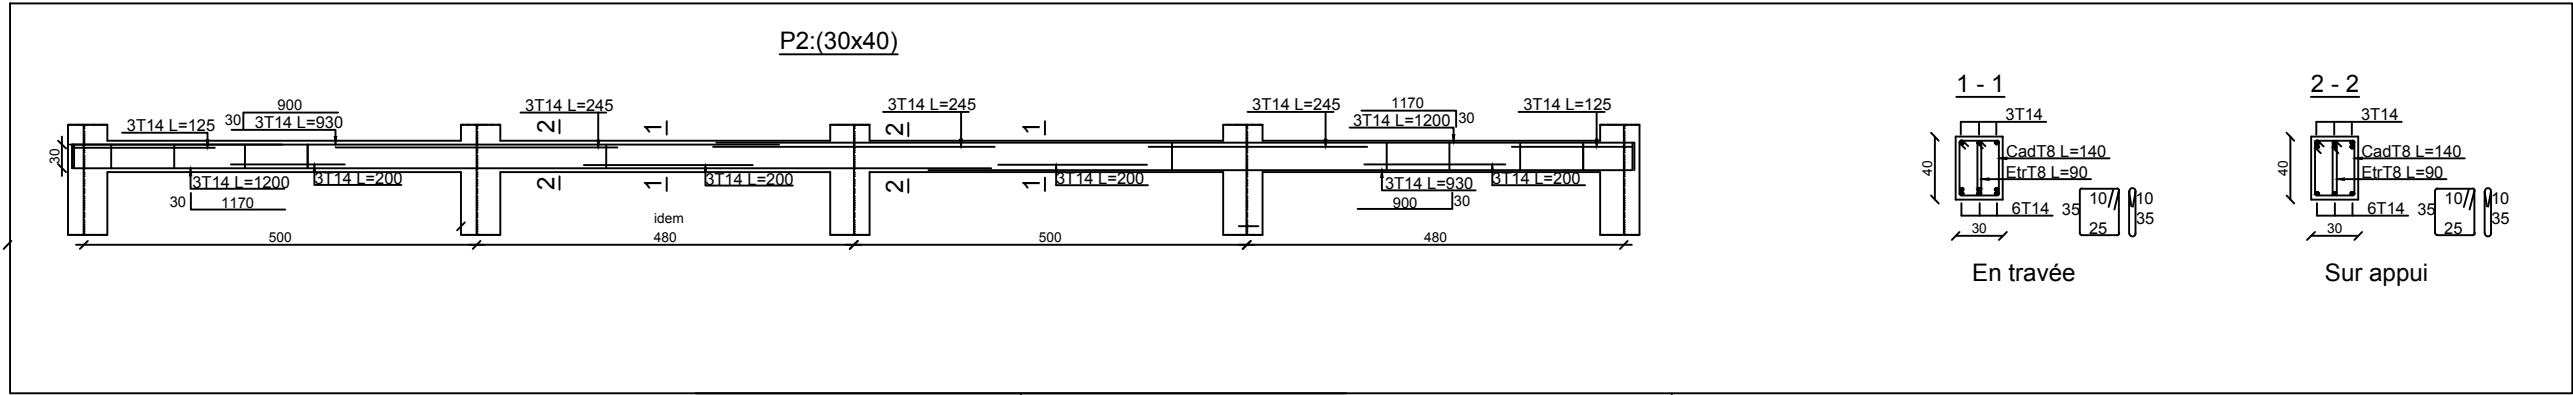 P2:(30x40)
1 - 1
2 - 2
900
3T14 L=245
3T14 L=245
3T14 L=245
1170
3T14 L=125
3T14 L=125
30
3T14 L=930
2
1
2
1
3T14 L=1200
30
3T14
3T14
30
40
CadT8 L=140
EtrT8 L=90
40
CadT8 L=140
EtrT8 L=90
3T14 L=1200
3T14 L=200
2
1
3T14 L=200
2
1
3T14 L=200
3T14 L=930
3T14 L=200
30
1170
900
30
6T14
35
10
25
10
35
6T14
35
10
25
10
35
idem
30
30
500
480
500
480
En travée
Sur appui